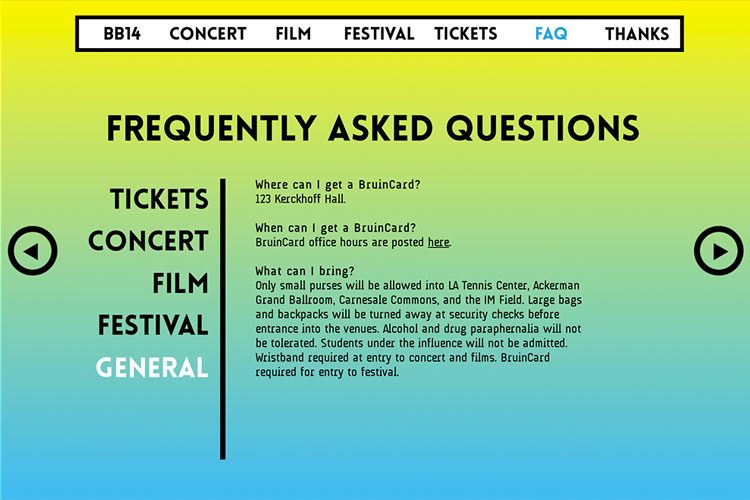 BB14 CONCERT FILM FESTIVAL TICKETS FAQ THANKS
FREQUENTLY ASKED QUESTIONS
TICKETS
CONCERT
FILM
FESTIVAL
GENERAL
Where can I get a BruinCard?
123 Kerckhoff Hall.
When can I get a BruinCard?
BruinCard office hours are posted here.
What can I bring?
Only small purses will be allowed into LA Tennis Center, Ackerman
Grand Ballroom, Carnesale Commons, and the IM Field. Large bags
and backpacks will be turned away at security checks before
entrance into the venues. Alcohol and drug paraphernalia will not
be tolerated. Students under the influence will not be admitted.
Wristband required at entry to concert and films. BruinCard
required for entry to festival.